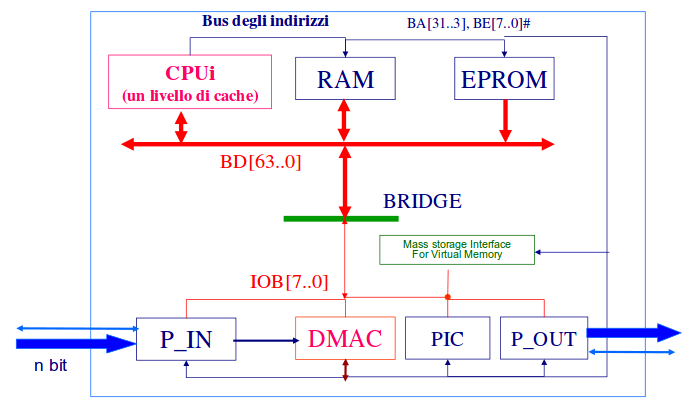 Bus degli indirizzi
BA[31..3], BE[7..0]#
CPUi
(un livello di cache)
RAM
EPROM
BD[63..0]
BRIDGE
Mass storage Interface
For Virtual Memory
IOB[7..0]
P_IN
DMAC
PIC
P_OUT
n bit